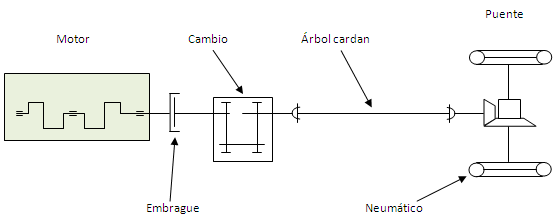 Puente
Motor
Cambio
Árbol cardan
Embrague
Neumático